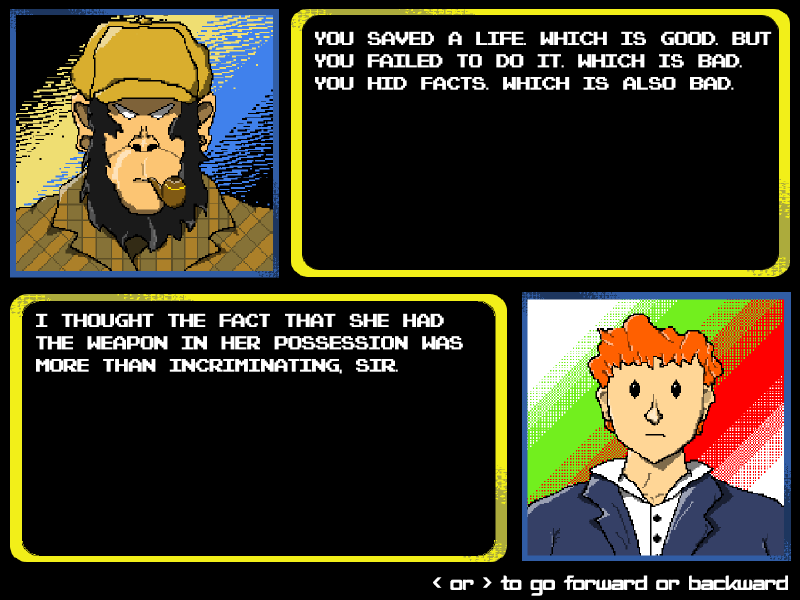 YOU SAVED A LIFE. WHICH IS GOOD. BUT
YOU FAILED TO DO IT. WHICH IS BAD.
YOU HID FACTS. WHICH IS ALSO BAD.
I THOUGHT THE FACT THAT SHE HAD
THE WEAPON IN HER POSSESSION WAS
MORE THAN INCRIMINATING, SIR.
< or > to go forward or backward